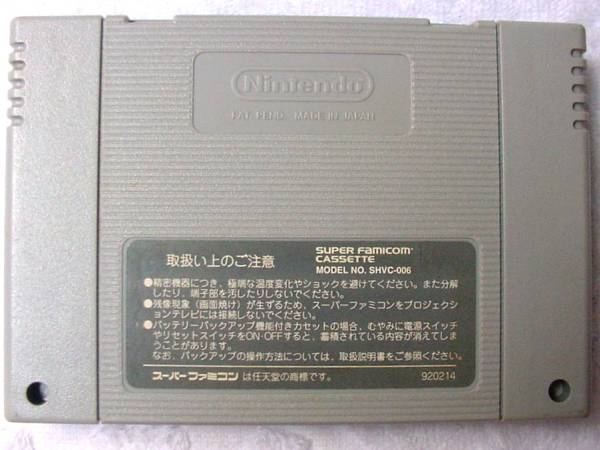 Nintendo
PAT. PEND. MADE IN JAPAN
取扱い上のご注意
SUPER FAMICOM
CASSETTE
MODEL NO. SHVC-006
●精密機器につき、極端な温度変化やショックを避けてください。また分解
したり、端子部を汚したりしないでください。
●残像現象（画面焼け）が生ずるため、スーパーファミコンをプロジェクシ
ョンテレビには接続しないでください。
●バッテリーバックアップ機能付きカセットの場合、むやみに電源スイッチ
やリセットスイッチをON・OFFすると、蓄積されている内容が消えてしま
うことがあります。
なお、バックアップの操作方法については、取扱説明書をご参照ください。
スーパーファミコン は任天堂の商標です。
920214